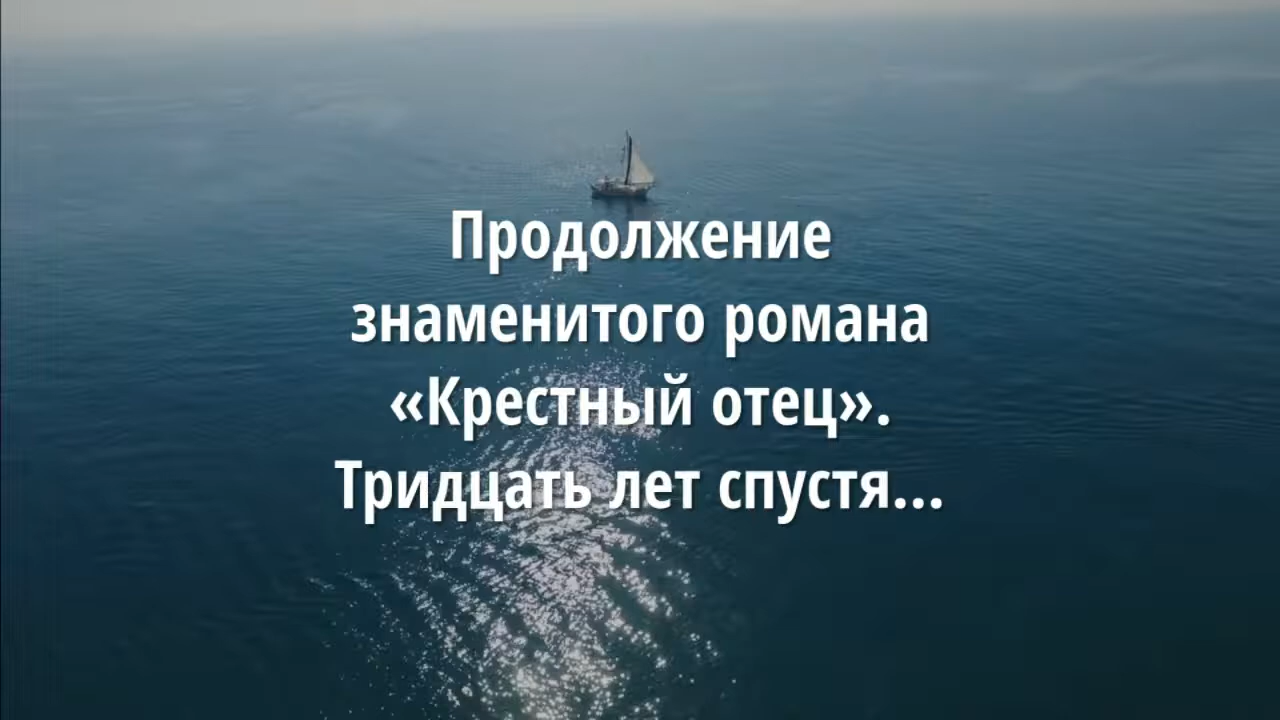 Продолжение
знаменитого романа
«Крестный отец».
Тридцать лет спустя...